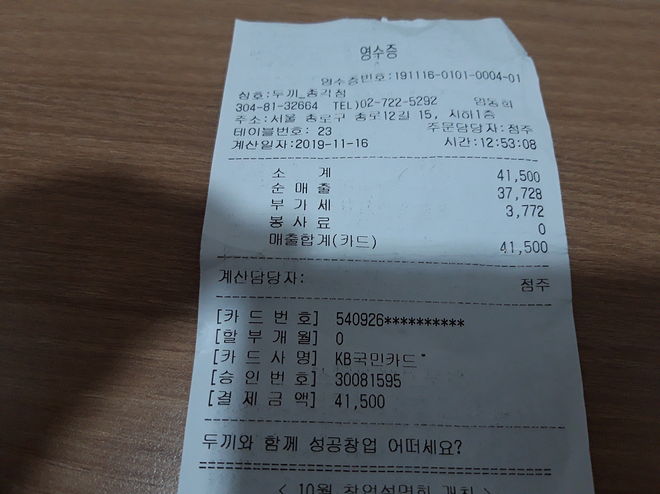 영수증
영수증번호:191116-0101-0004-01
상호:두끼_종각점
304-81-32664 TEL)02-722-5292 임동희
주소:서울 종로구 종로12길 15, 지하1층
테이블번호: 23 주문담당자:점주
계산일자:2019-11-16 시간:12:53:08
소 계 41,500
순 매 출 37,728
부 가 세 3,772
봉 사 료 0
매출합계(카드) 41,500
계산담당자: 점주
[카 드 번 호] 540926**********
[할 부 개 월] 0
[카 드 사 명] KB국민카드
[승 인 번 호] 30081595
[결 제 금 액] 41,500
두끼와 함께 성공창업 어떠세요?
< 10월 창업설명회 개최 >